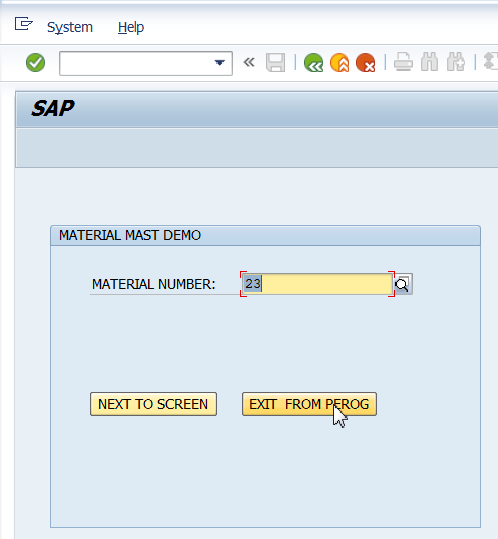 System Help
SAP
MATERIAL MAST DEMO
MATERIAL NUMBER: 23
NEXT TO SCREEN EXIT FROM PEROG